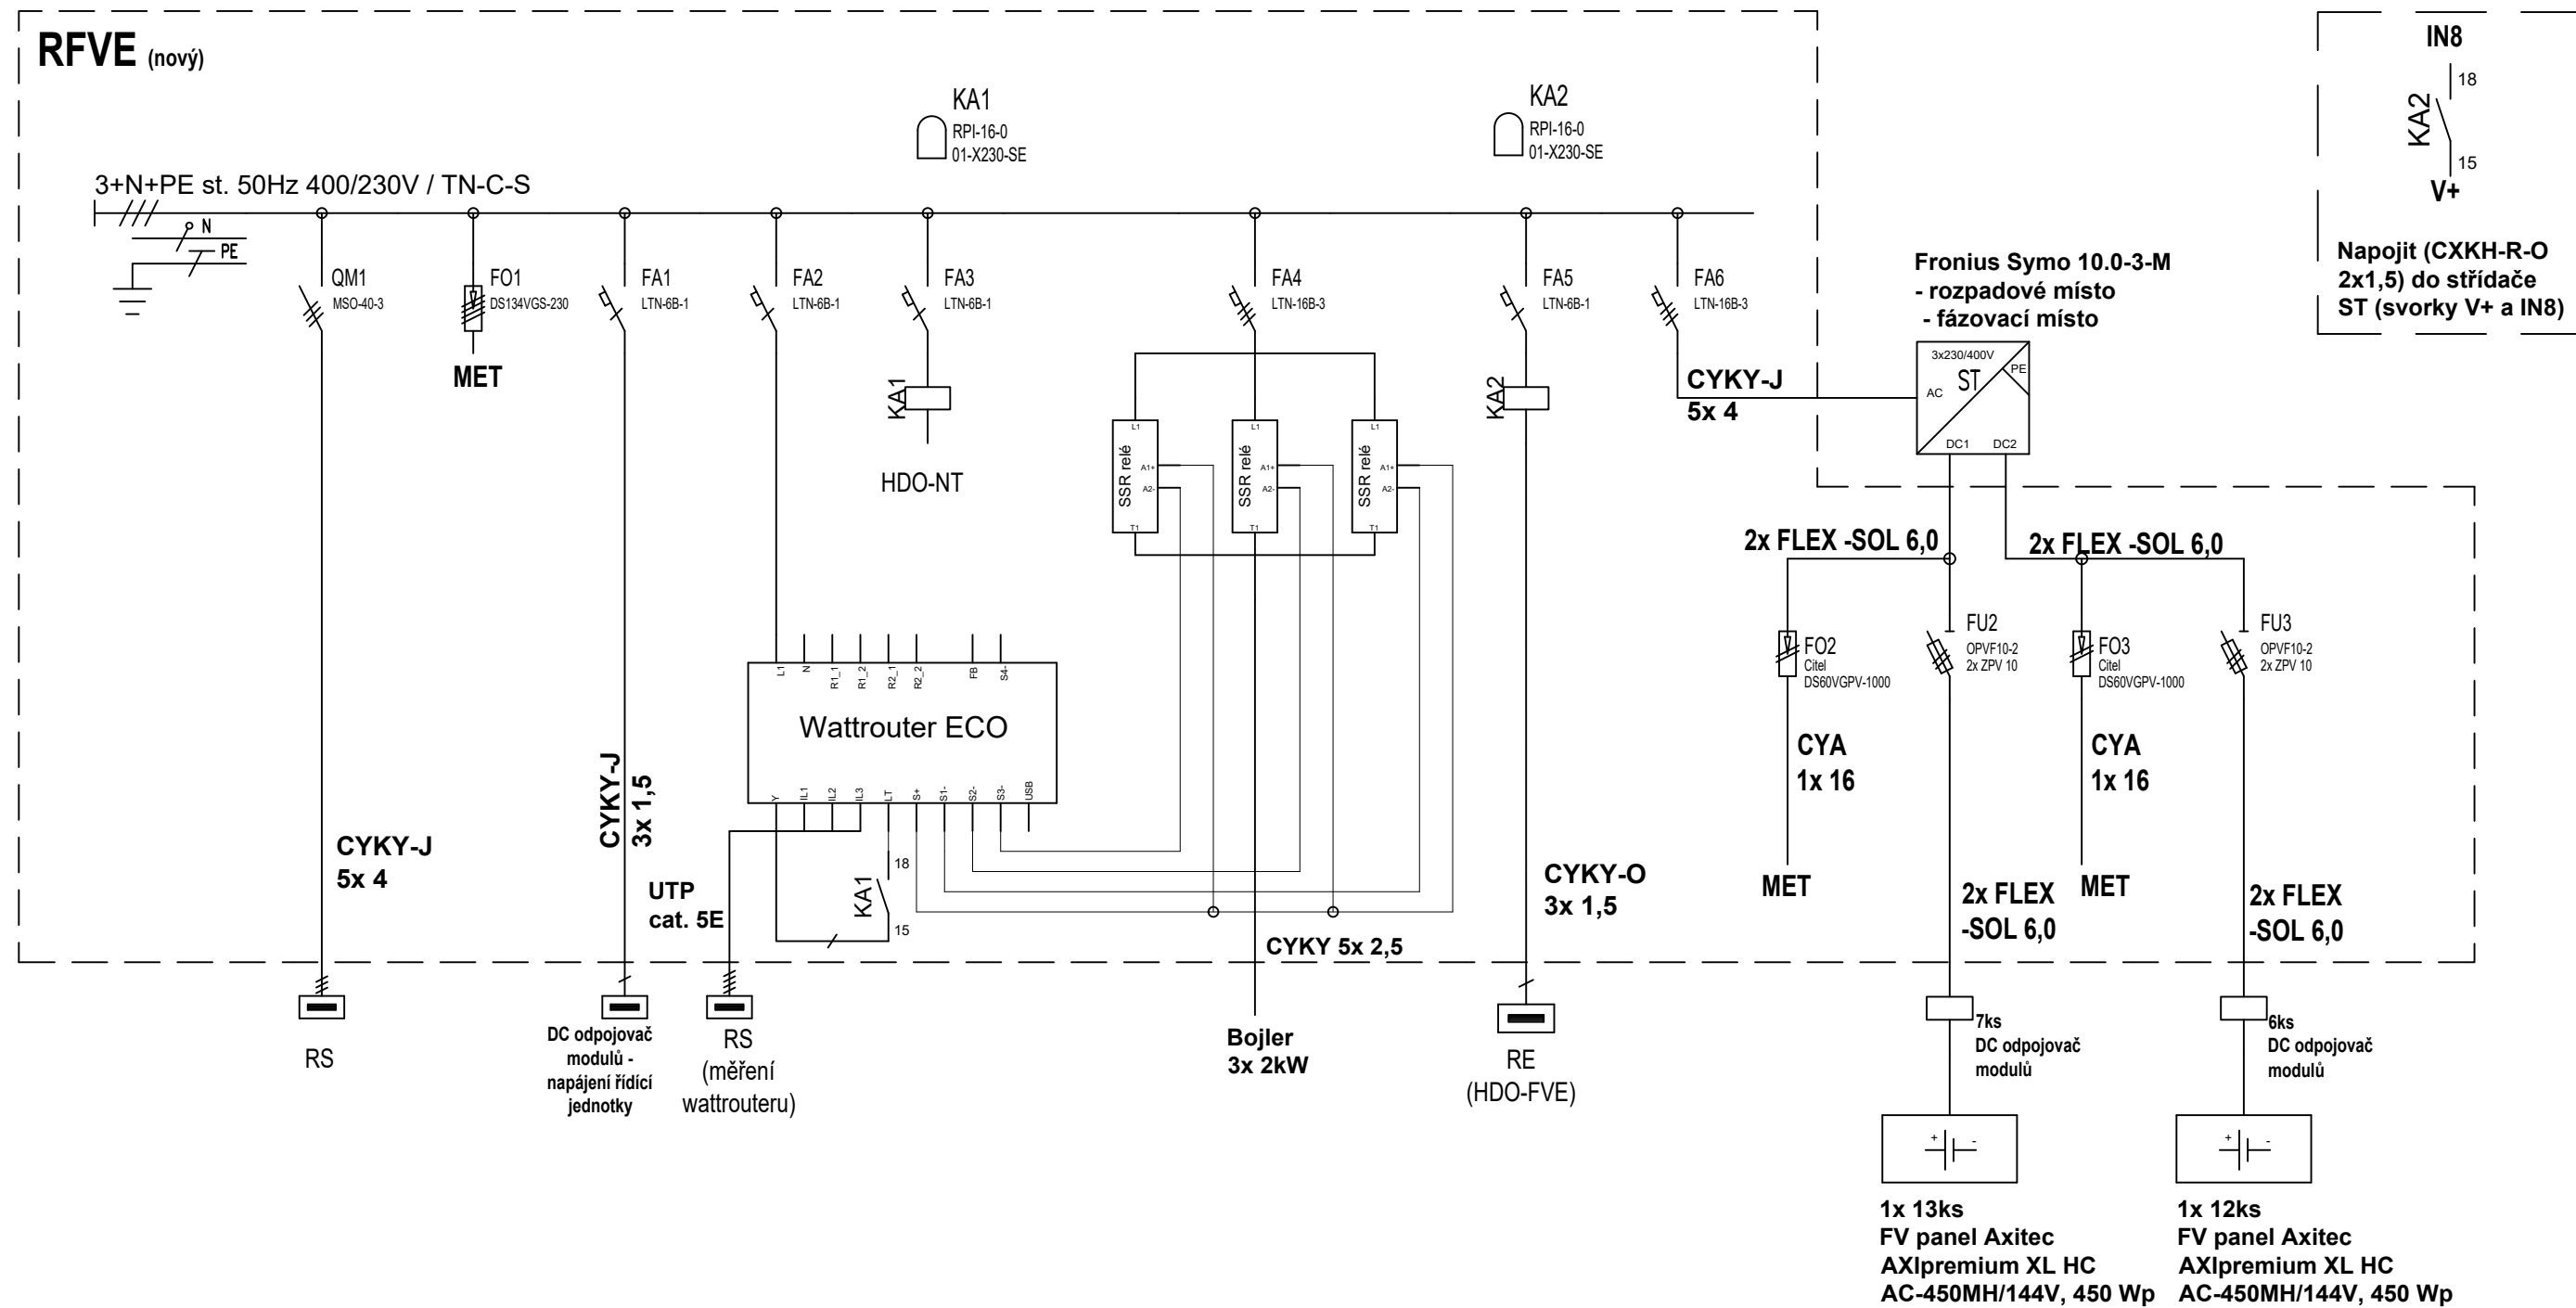 RFVE (nový)
3+N+PE st. 50Hz 400/230V / TN-C-S
N
PE
KA1
RPI-16-0
01-X230-SE
KA2
RPI-16-0
01-X230-SE
IN8
18
KA2
15
V+
Napojit (CXKH-R-O
2x1,5) do střídače
ST (svorky V+ a IN8)
QM1
MSO-40-3
FO1
DS134VGS-230
MET
FA1
LTN-6B-1
FA2
LTN-6B-1
FA3
LTN-6B-1
FA4
LTN-16B-3
FA5
LTN-6B-1
FA6
LTN-16B-3
KA1
HDO-NT
KA2
CYKY-J
5x 4
Fronius Symo 10.0-3-M
- rozpadové místo
- fázovací místo
3x230/400V
ST
PE
AC
DC1
DC2
L1
SSR relé
A1+
A2-
T1
L1
SSR relé
A1+
A2-
T1
L1
SSR relé
A1+
A2-
T1
2x FLEX -SOL 6,0
2x FLEX -SOL 6,0
FO2
Citel
DS60VGPV-1000
FU2
OPVF10-2
2x ZPV 10
FO3
Citel
DS60VGPV-1000
FU3
OPVF10-2
2x ZPV 10
L1
N
R1_1
R1_2
R2_1
R2_2
FB
S4-
Wattrouter ECO
Y
IL1
IL2
IL3
LT
S+
S1-
S2-
S3-
USB
CYA
1x 16
CYA
1x 16
MET
MET
CYKY-J
5x 4
CYKY-J
3x 1,5
UTP
cat. 5E
18
KA1
15
CYKY 5x 2,5
CYKY-O
3x 1,5
2x FLEX
-SOL 6,0
2x FLEX
-SOL 6,0
RS
DC odpojovač
modulů -
napájení řídící
jednotky
RS
(měření
wattrouteru)
Bojler
3x 2kW
RE
(HDO-FVE)
7ks
DC odpojovač
modulů
6ks
DC odpojovač
modulů
+
-
+
-
1x 13ks
FV panel Axitec
AXIpremium XL HC
AC-450MH/144V, 450 Wp
1x 12ks
FV panel Axitec
AXIpremium XL HC
AC-450MH/144V, 450 Wp